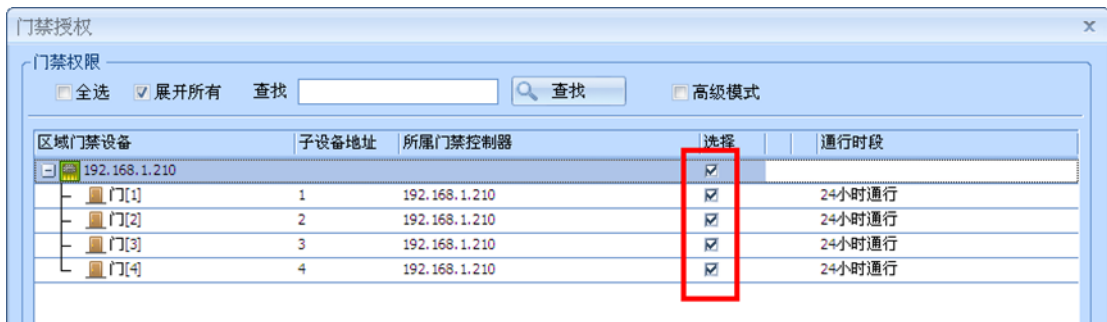 门禁授权 x
门禁权限
全选 展开所有 查找 查找 高级模式
区域门禁设备 子设备地址 所属门禁控制器 选择 通行时段
192.168.1.210
门[1] 1 192.168.1.210 24小时通行
门[2] 2 192.168.1.210 24小时通行
门[3] 3 192.168.1.210 24小时通行
门[4] 4 192.168.1.210 24小时通行